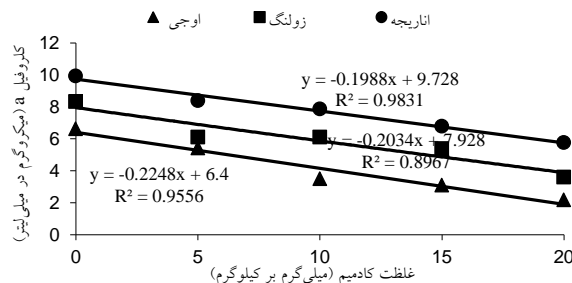 اناریجه
زولنگ
اوجی
کلروفیل a (میکروگرم در میلی‌لیتر)
12
10
8
6
4
2
0
y = -0.1988x + 9.728
R² = 0.9831
y = -0.2034x + 7.928
R² = 0.8967
y = -0.2248x + 6.4
R² = 0.9556
0 5 10 15 20
غلظت کادمیم (میلی‌گرم بر کیلوگرم)